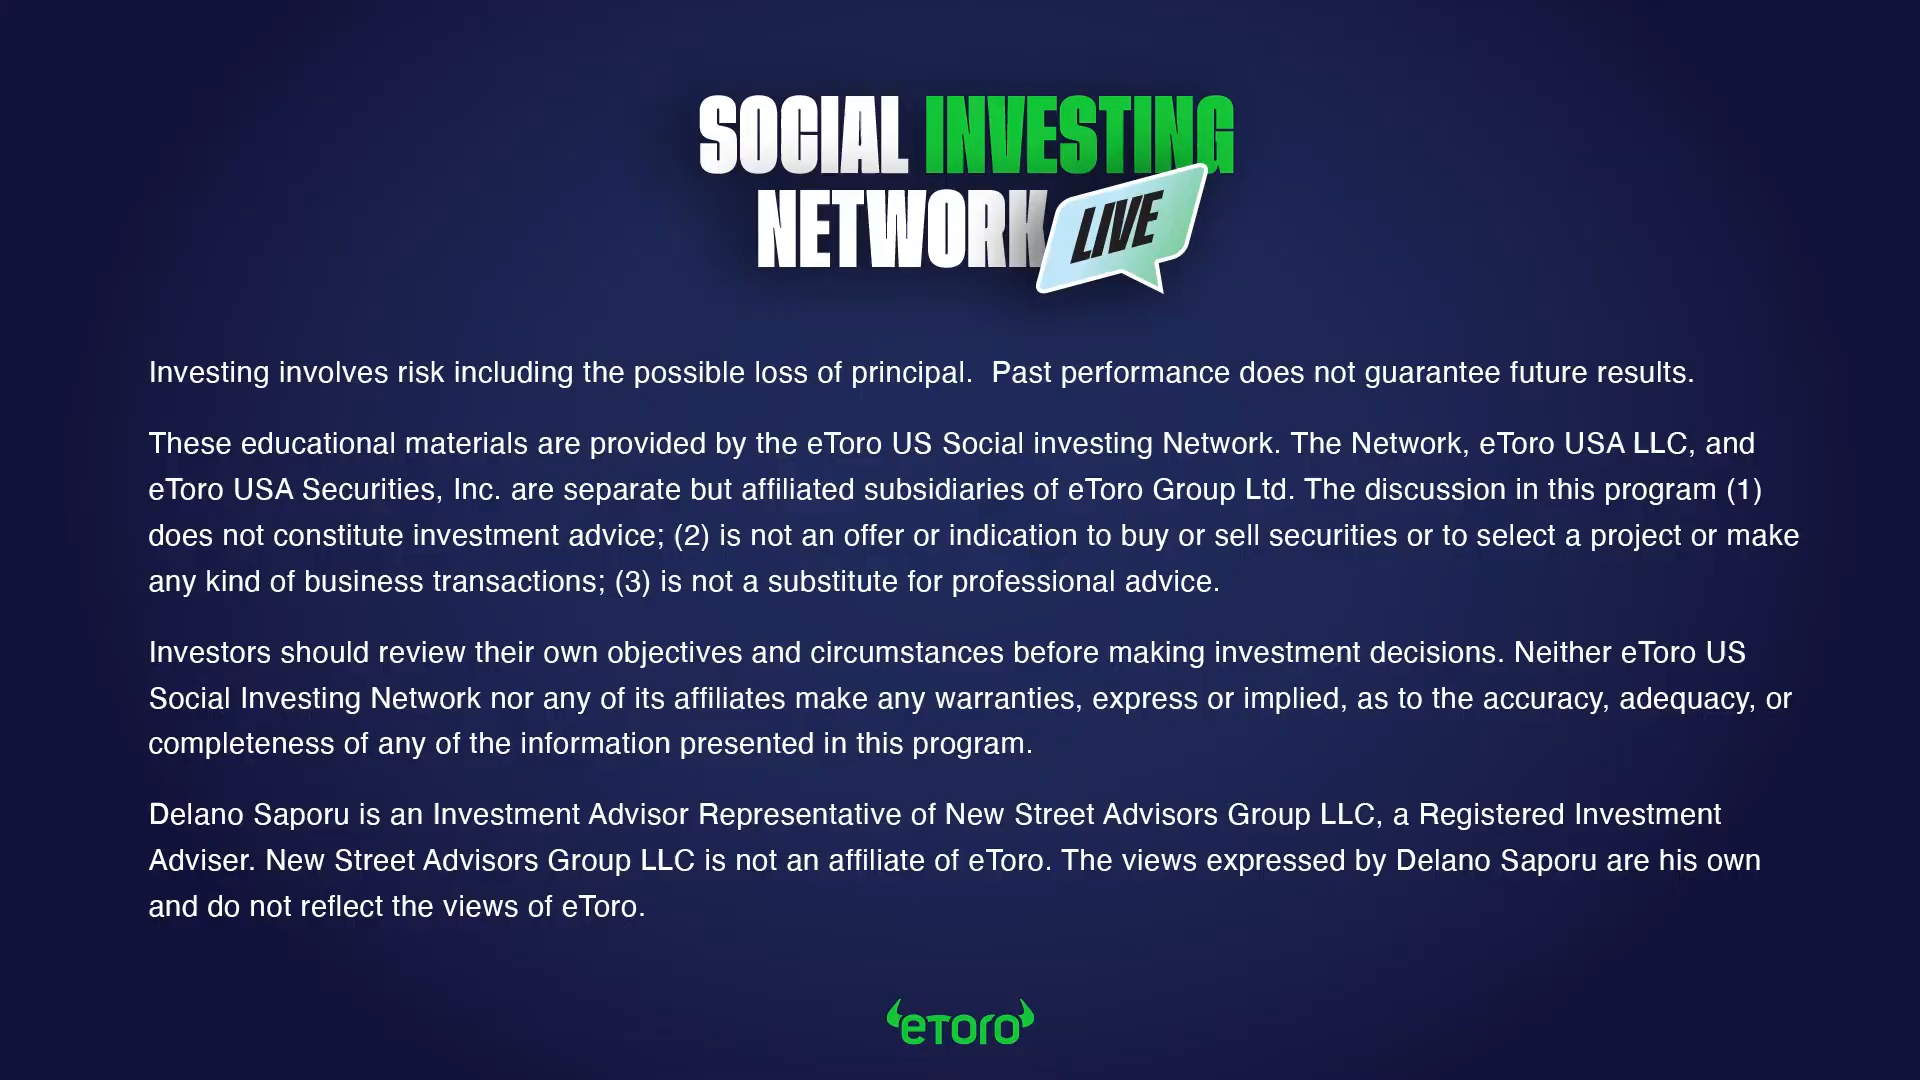 SOCIAL INVESTING
NETWORK LIVE
Investing involves risk including the possible loss of principal.  Past performance does not guarantee future results.
These educational materials are provided by the eToro US Social investing Network. The Network, eToro USA LLC, and
eToro USA Securities, Inc. are separate but affiliated subsidiaries of eToro Group Ltd. The discussion in this program (1)
does not constitute investment advice; (2) is not an offer or indication to buy or sell securities or to select a project or make
any kind of business transactions; (3) is not a substitute for professional advice.
Investors should review their own objectives and circumstances before making investment decisions. Neither eToro US
Social Investing Network nor any of its affiliates make any warranties, express or implied, as to the accuracy, adequacy, or
completeness of any of the information presented in this program.
Delano Saporu is an Investment Advisor Representative of New Street Advisors Group LLC, a Registered Investment
Adviser. New Street Advisors Group LLC is not an affiliate of eToro. The views expressed by Delano Saporu are his own
and do not reflect the views of eToro.
eToro